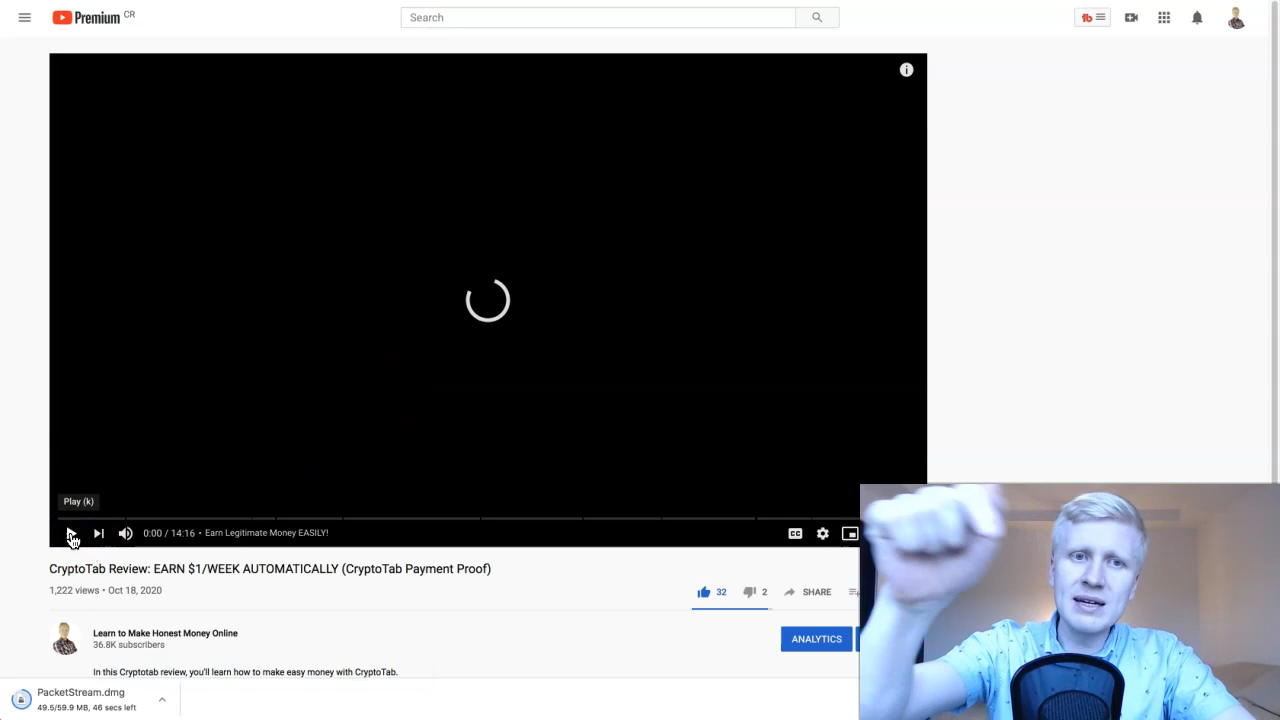 Premium CR
Search
Play (k)
0:00 / 14:16 • Earn Legitimate Money EASILY!
CC
CryptoTab Review: EARN $1/WEEK AUTOMATICALLY (CryptoTab Payment Proof)
1,222 views • Oct 18, 2020
32
2
SHARE
Learn to Make Honest Money Online
36.8K subscribers
ANALYTICS
In this Cryptotab review, you'll learn how to make easy money with CryptoTab.
PacketStream.dmg
49.5/59.9 MB, 46 secs left